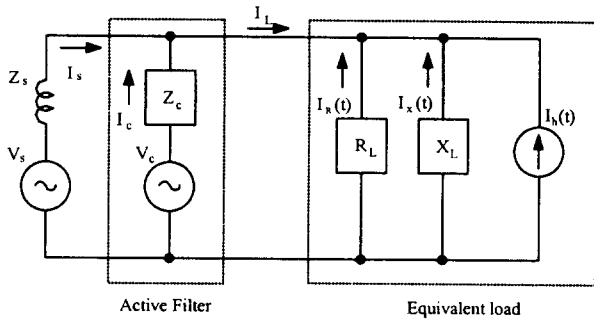 I_L
Z_s
I_s
I_c
Z_c
I_R(t)
I_x(t)
I_h(t)
V_s
V_c
R_L
X_L
Active Filter
Equivalent load